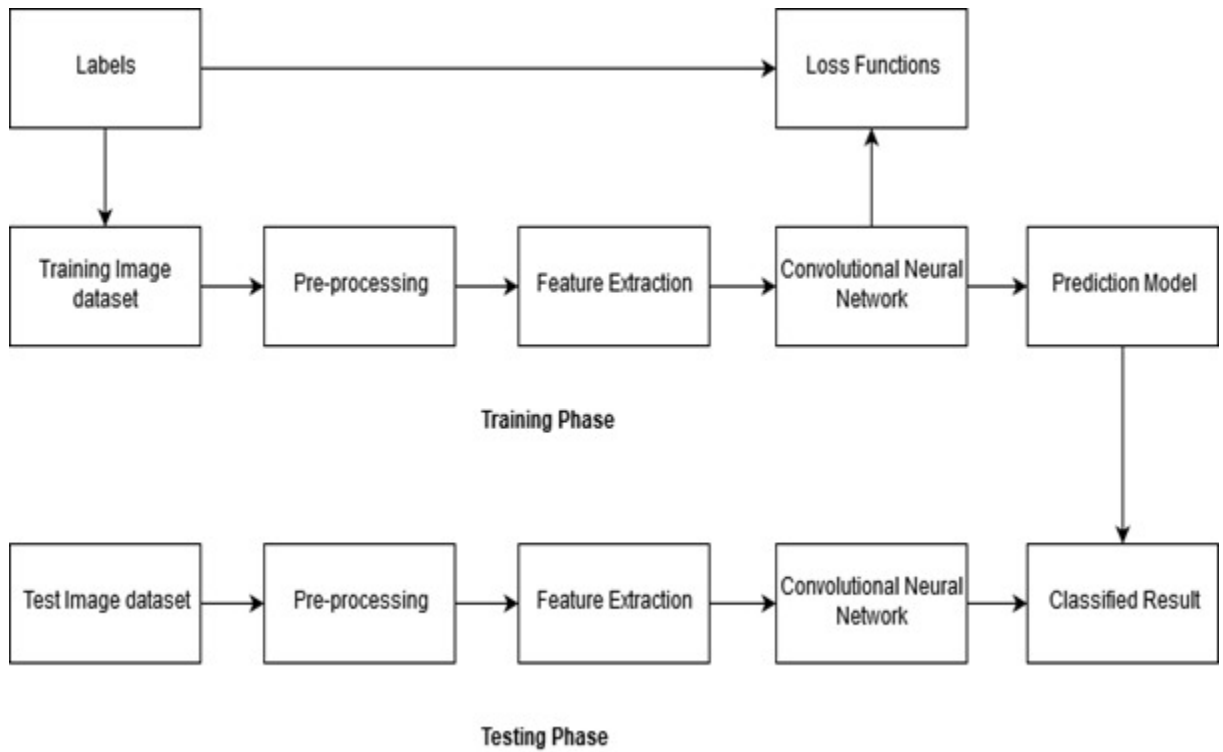 Labels
Loss Functions
Training Image
dataset
Pre-processing
Feature Extraction
Convolutional Neural
Network
Prediction Model
Training Phase
Test Image dataset
Pre-processing
Feature Extraction
Convolutional Neural
Network
Classified Result
Testing Phase